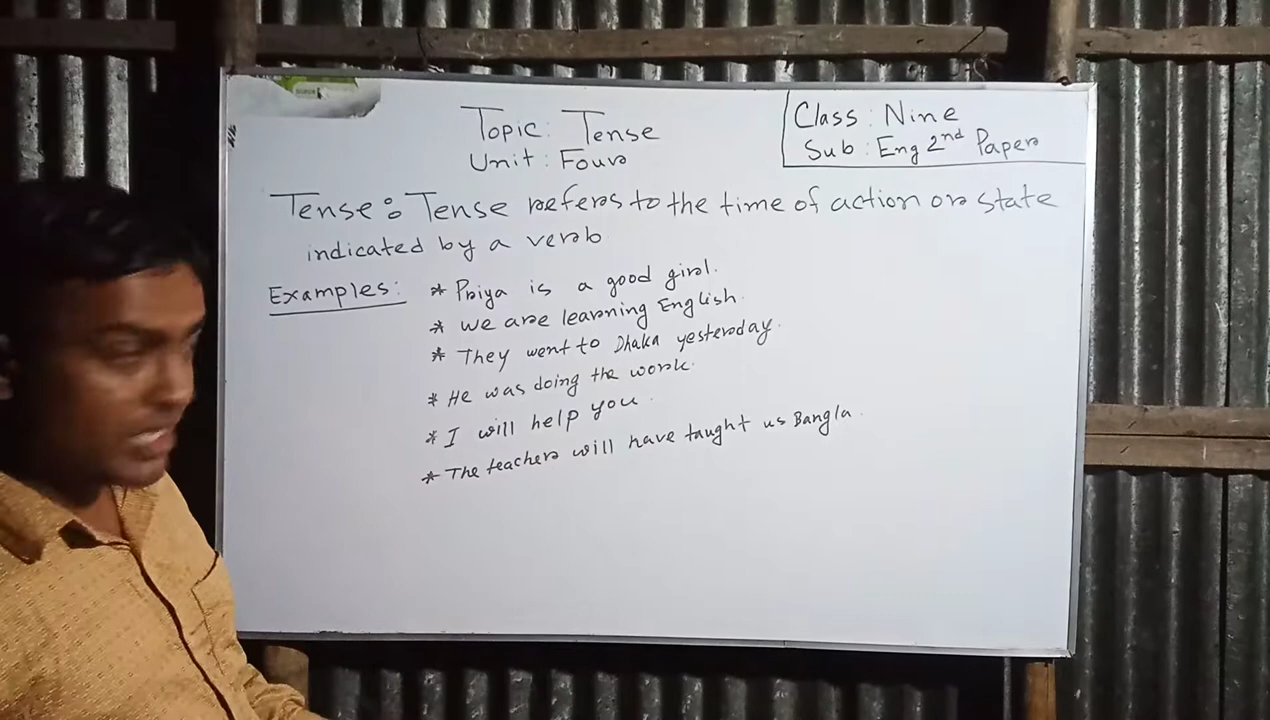 Topic: Tense
Unit: Four
Class: Nine
Sub: Eng 2nd Paper
Tense: Tense refers to the time of action or state
indicated by a verb
Examples:
* Priya is a good girl.
* We are learning English.
* They went to Dhaka yesterday.
* He was doing the work.
* I will help you.
* The teacher will have taught us Bangla.